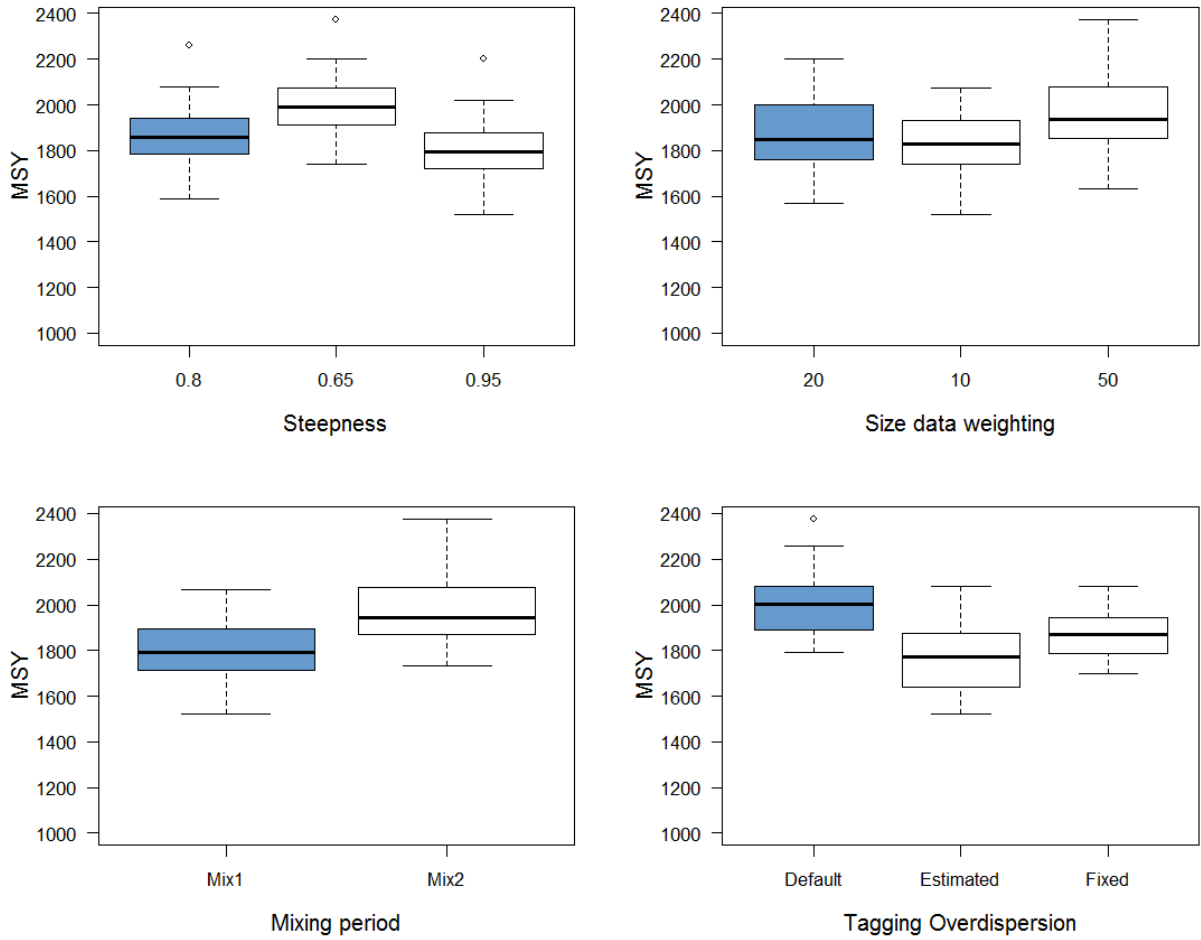 2400
2200
2000
1800
1600
1400
1200
1000
MSY
0.8 0.65 0.95
Steepness
2400
2200
2000
1800
1600
1400
1200
1000
MSY
20 10 50
Size data weighting
2400
2200
2000
1800
1600
1400
1200
1000
MSY
Mix1 Mix2
Mixing period
2400
2200
2000
1800
1600
1400
1200
1000
MSY
Default Estimated Fixed
Tagging Overdispersion